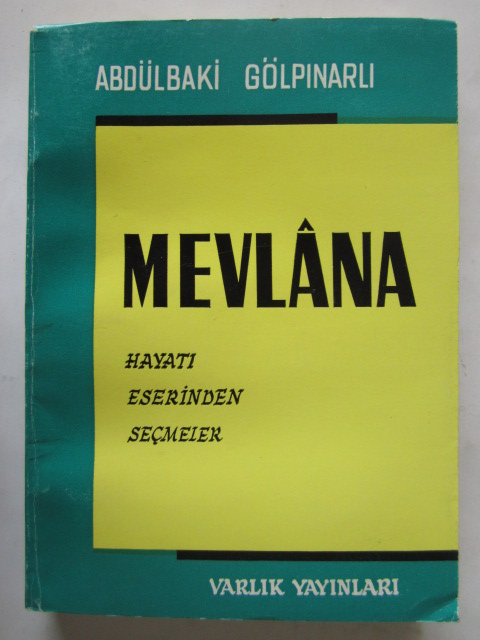 ABDÜLBAKİ GÖLPINARLI
MEVLÂNA
HAYATI
ESERİNDEN
SEÇMELER
VARLIK YAYINLARI